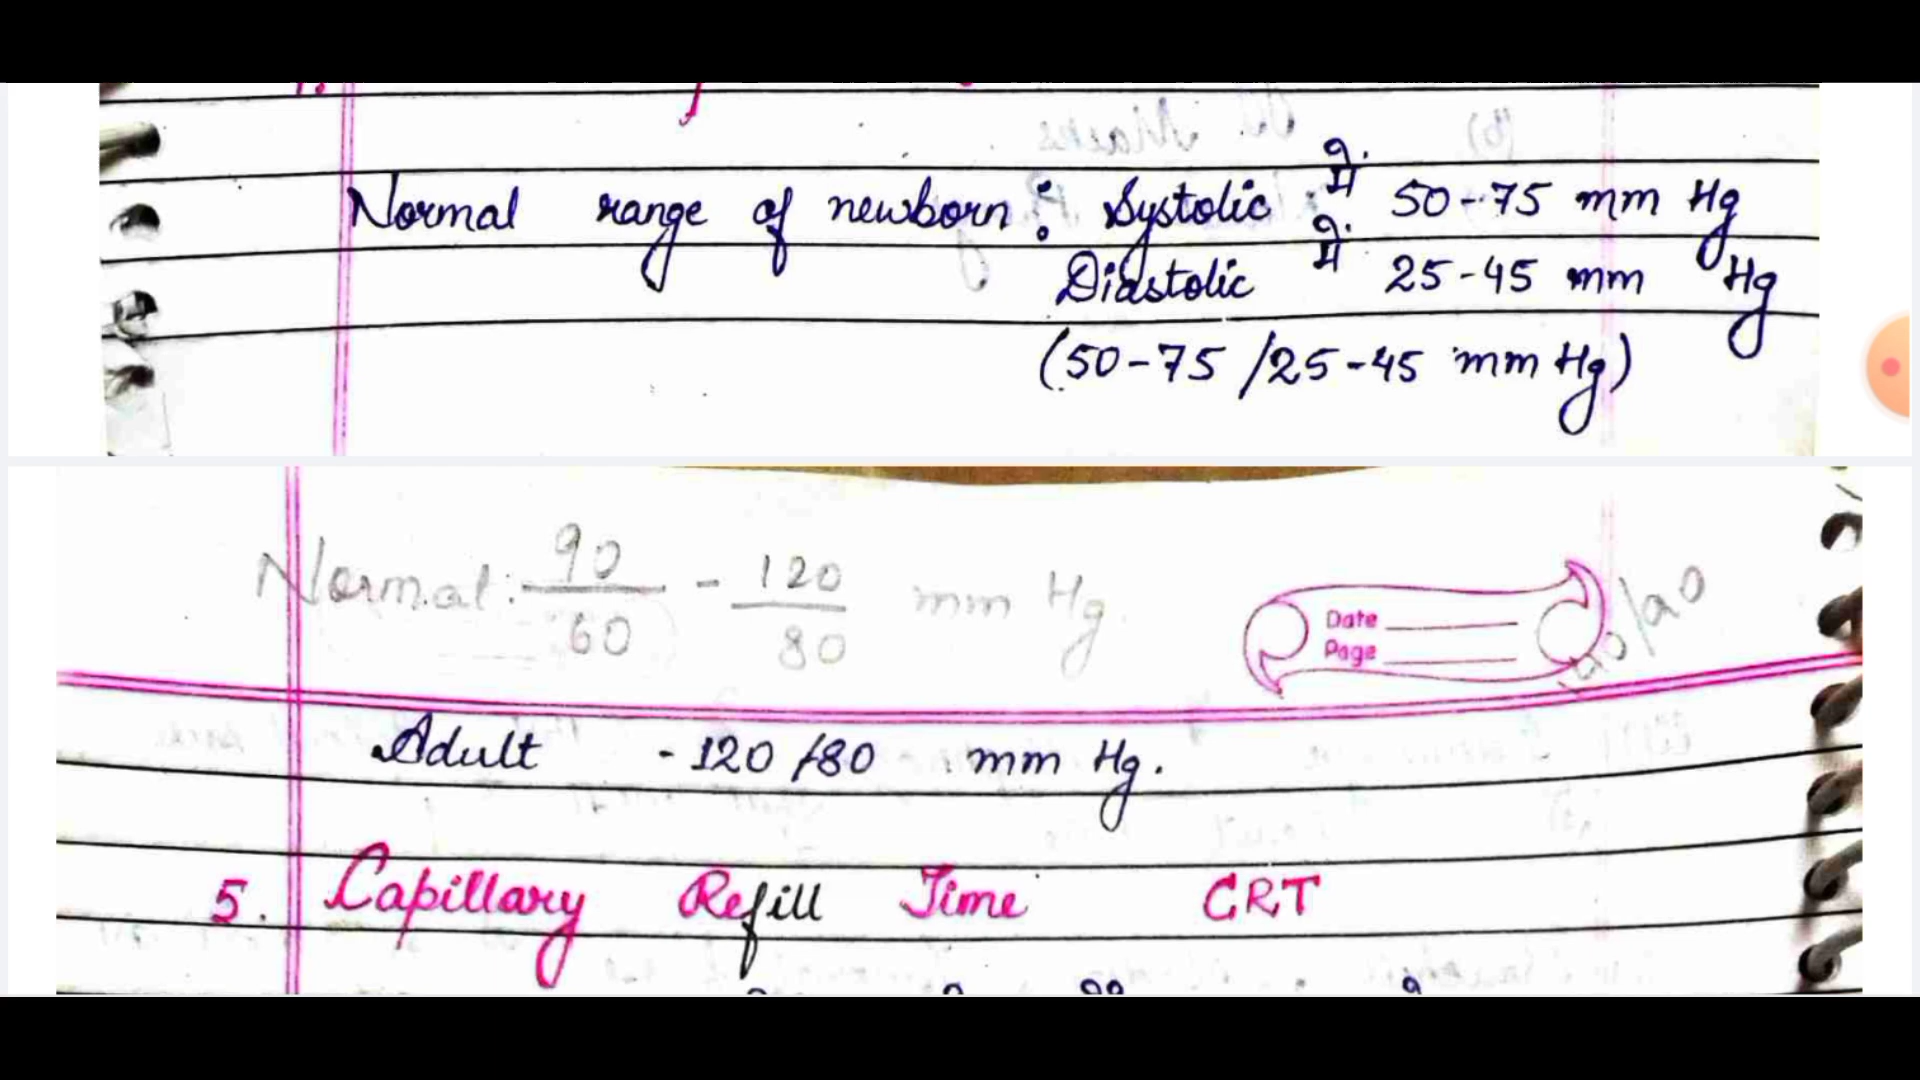 Normal range of newborn : Systolic में 50-75 mm Hg
Diastolic में 25-45 mm Hg
(50-75 /25-45 mm Hg)
Normal: 90/60 - 120/80 mm Hg.
Date
Page
Adult - 120/80 mm Hg.
5. Capillary Refill Time CRT